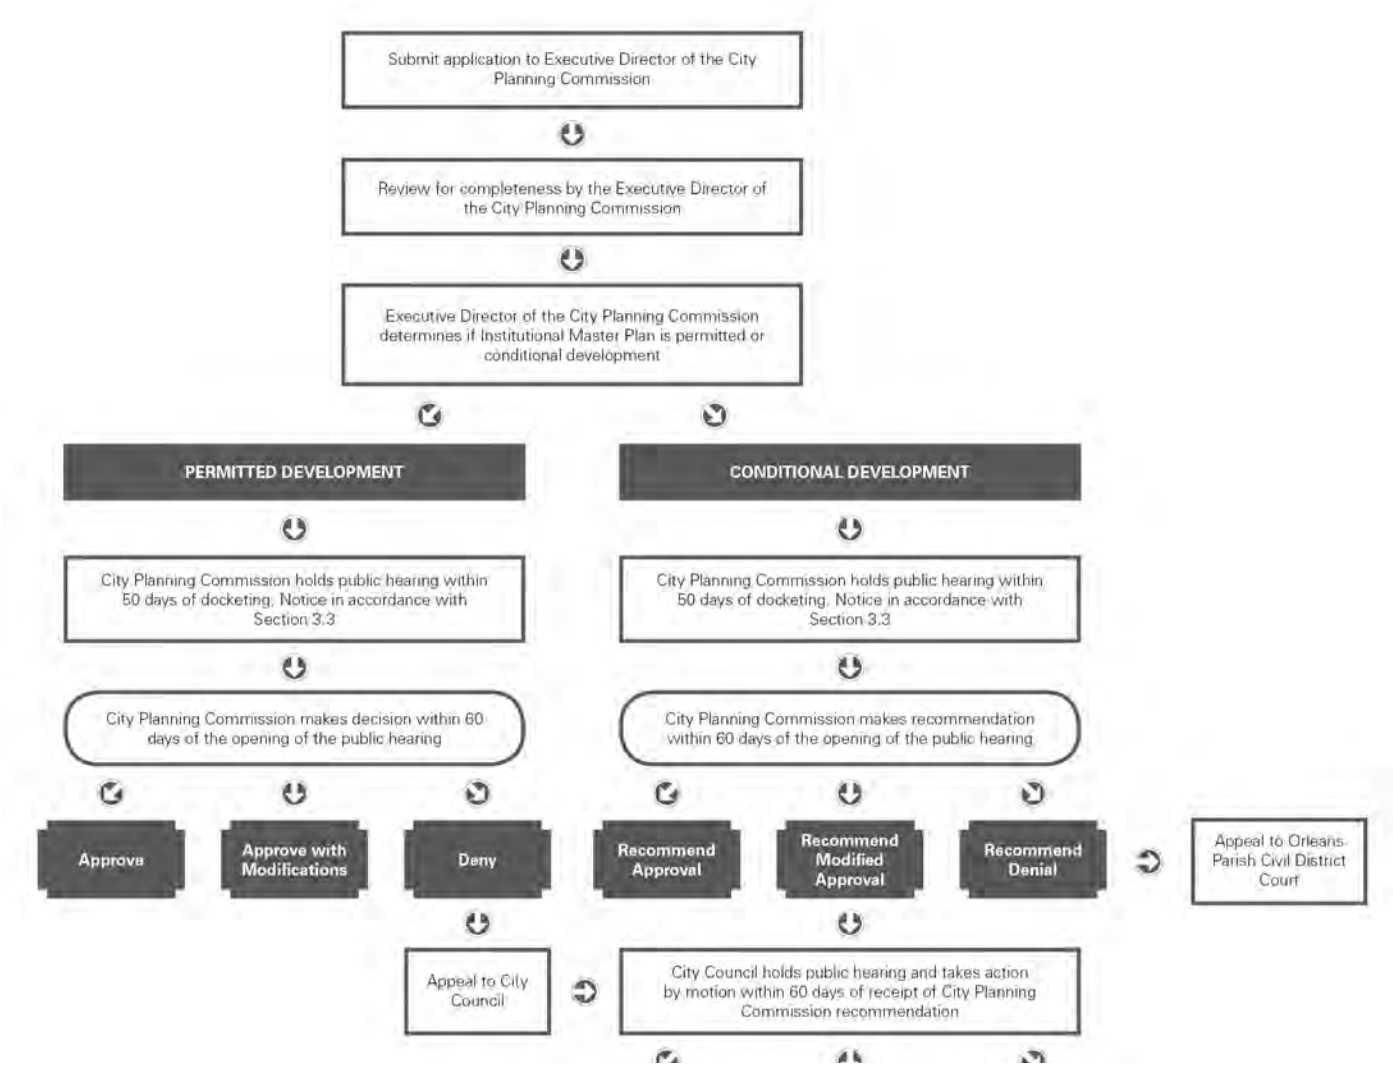 Submit application to Executive Director of the City
Planning Commission
Review for completeness by the Executive Director of
the City Planning Commission
Executive Director of the City Planning Commission
determines if Institutional Master Plan is permitted or
conditional development
PERMITTED DEVELOPMENT
CONDITIONAL DEVELOPMENT
City Planning Commission holds public hearing within
50 days of docketing. Notice in accordance with
Section 3.3
City Planning Commission holds public hearing within
50 days of docketing. Notice in accordance with
Section 3.3
City Planning Commission makes decision within 60
days of the opening of the public hearing
City Planning Commission makes recommendation
within 60 days of the opening of the public hearing
Approve
Approve with
Modifications
Deny
Recommend
Approval
Recommend
Modified
Approval
Recommend
Denial
Appeal to Orleans
Parish Civil District
Court
Appeal to City
Council
City Council holds public hearing and takes action
by motion within 60 days of receipt of City Planning
Commission recommendation